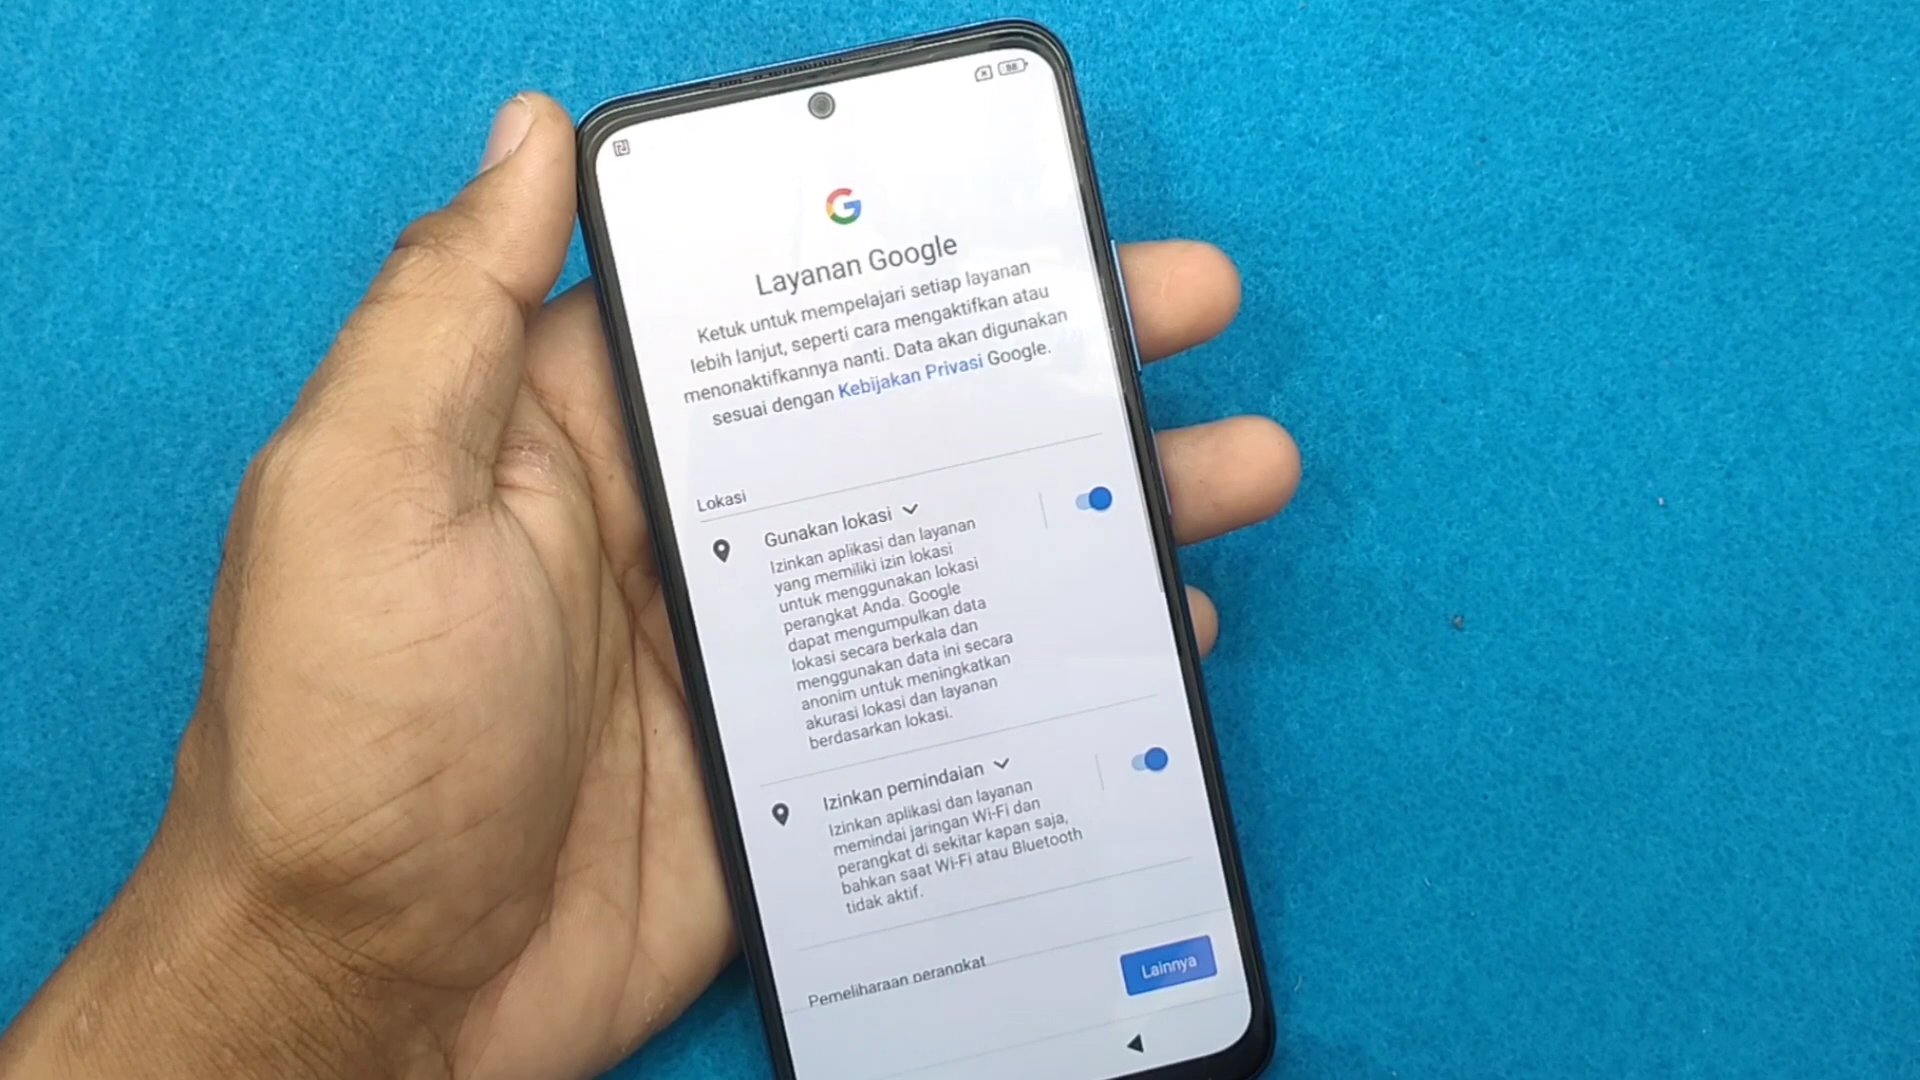 98
Layanan Google
Ketuk untuk mempelajari setiap layanan
lebih lanjut, seperti cara mengaktifkan atau
menonaktifkannya nanti. Data akan digunakan
sesuai dengan Kebijakan Privasi Google.
Lokasi
Gunakan lokasi
Izinkan aplikasi dan layanan
yang memiliki izin lokasi
untuk menggunakan lokasi
perangkat Anda. Google
dapat mengumpulkan data
lokasi secara berkala dan
menggunakan data ini secara
anonim untuk meningkatkan
akurasi lokasi dan layanan
berdasarkan lokasi.
Izinkan pemindaian
Izinkan aplikasi dan layanan
memindai jaringan Wi-Fi dan
perangkat di sekitar kapan saja,
bahkan saat Wi-Fi atau Bluetooth
tidak aktif.
Pemeliharaan perangkat
Lainnya